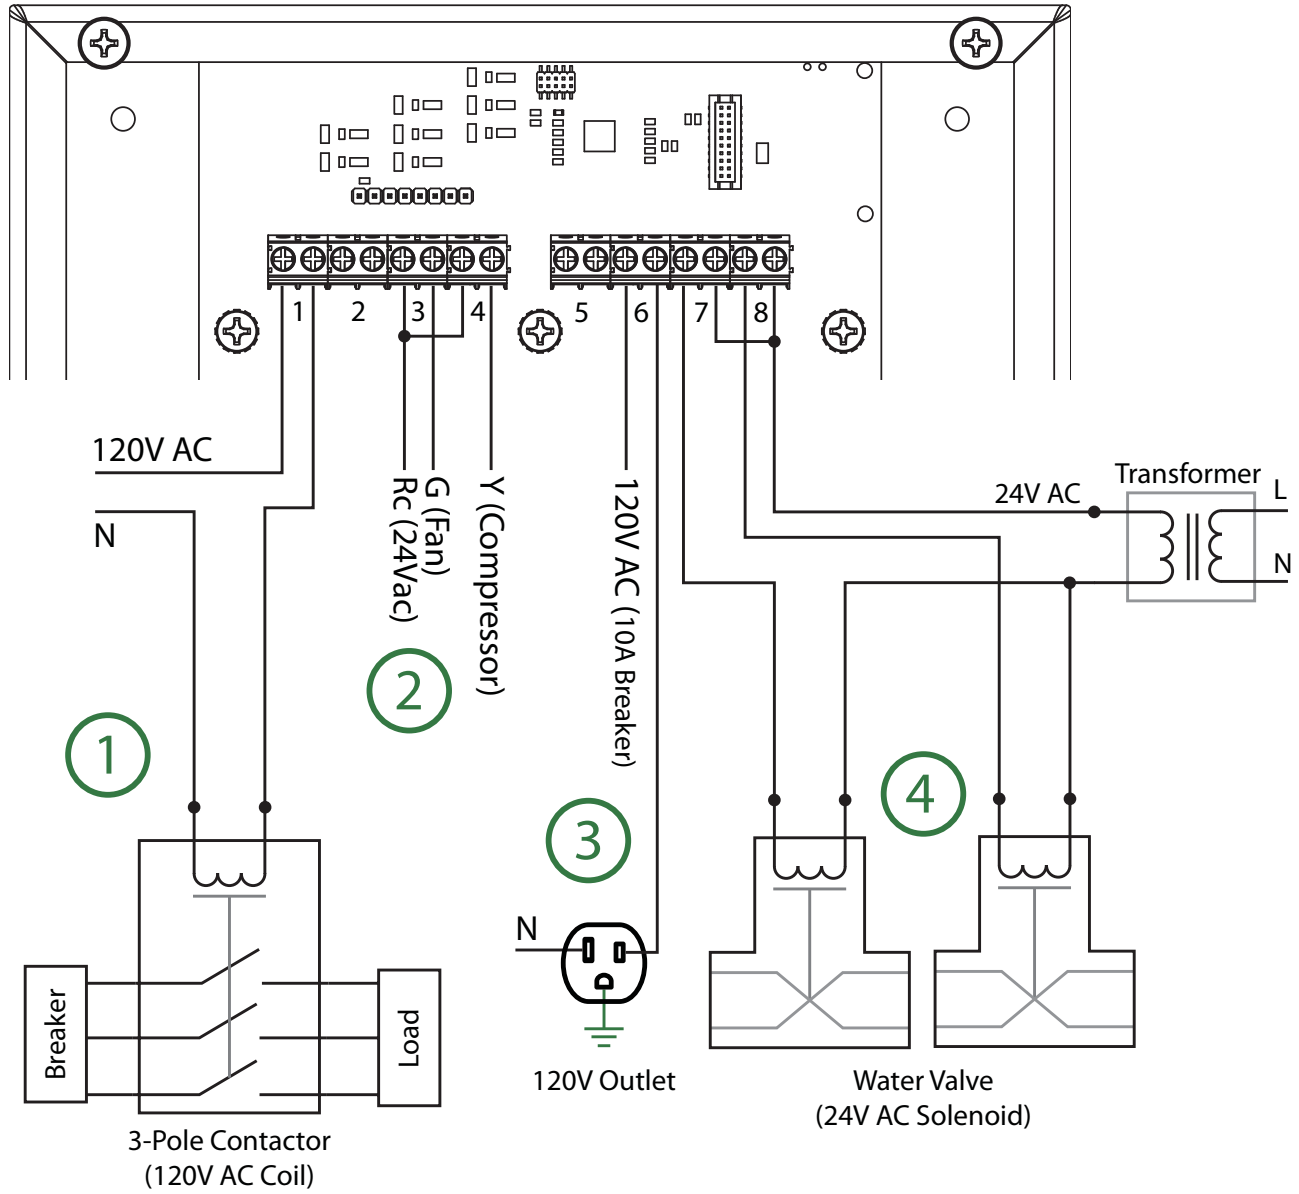 1 2 3 4 5 6 7 8
120V AC
N
Rc (24Vac)
G (Fan)
Y (Compressor)
120V AC (10A Breaker)
24V AC
Transformer
L
N
1
2
3
4
N
Breaker
Load
120V Outlet
Water Valve
(24V AC Solenoid)
3-Pole Contactor
(120V AC Coil)